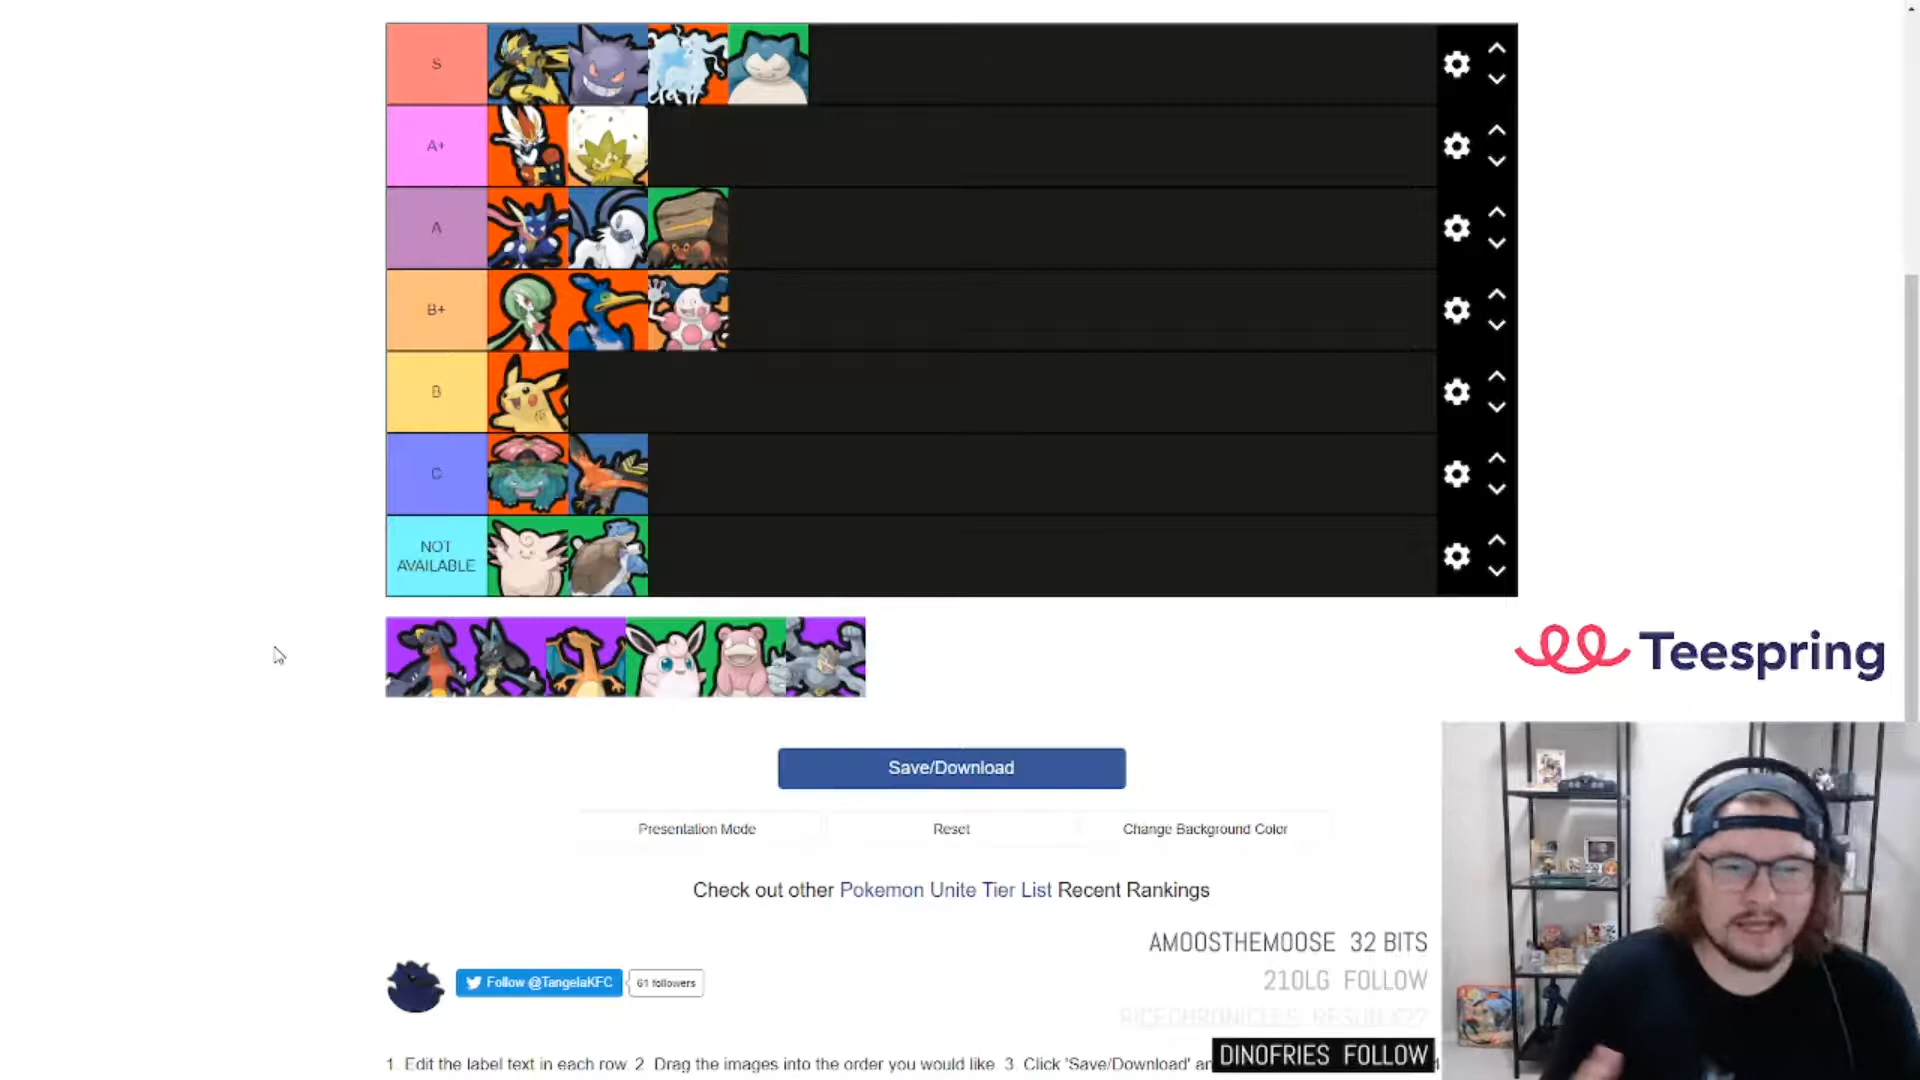 S
A+
A
B+
B
C
NOT
AVAILABLE
Teespring
Save/Download
Presentation Mode
Reset
Change Background Color
Check out other Pokemon Unite Tier List Recent Rankings
AMOOSTHEMOOSE 32 BITS
210LG FOLLOW
Follow @TangelaKFC
61 followers
DINOFRIES FOLLOW
1. Edit the label text in each row. 2. Drag the images into the order you would like. 3. Click 'Save/Download'